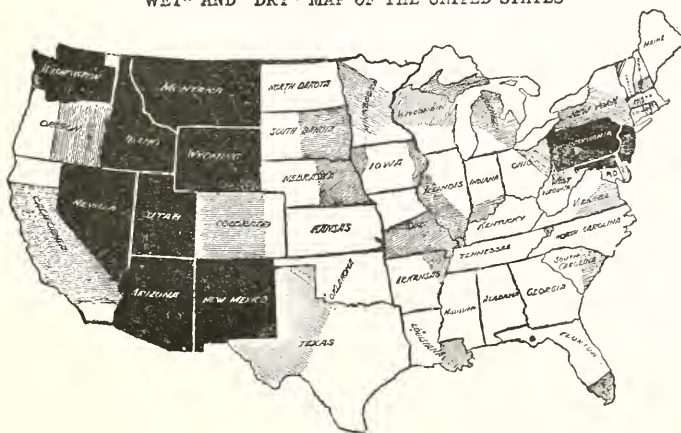 WET" AND "DRY" MAP OF THE UNITED STATES
WASHINGTON
MONTANA
NORTH DAKOTA
MINNESOTA
WISCONSIN
MAINE
OREGON
IDAHO
WYOMING
SOUTH DAKOTA
NEW YORK
NEBRASKA
IOWA
ILLINOIS
INDIANA
OHIO
WEST VIRGINIA
MD
NEVADA
UTAH
COLORADO
KANSAS
KENTUCKY
VIRGINIA
CALIFORNIA
TENNESSEE
NORTH CAROLINA
ARIZONA
NEW MEXICO
OKLAHOMA
ARKANSAS
SOUTH CAROLINA
TEXAS
LOUISIANA
ALABAMA
GEORGIA
FLORIDA